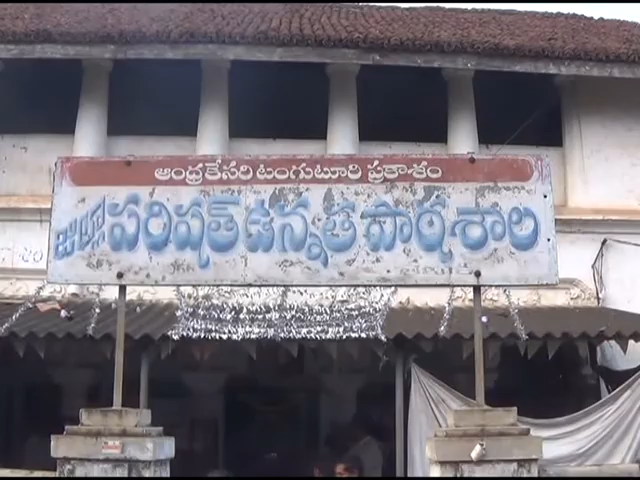 ఆంధ్రకేసరి టంగుటూరి ప్రకాశం
జిల్లా పరిషత్ ఉన్నత పాఠశాల